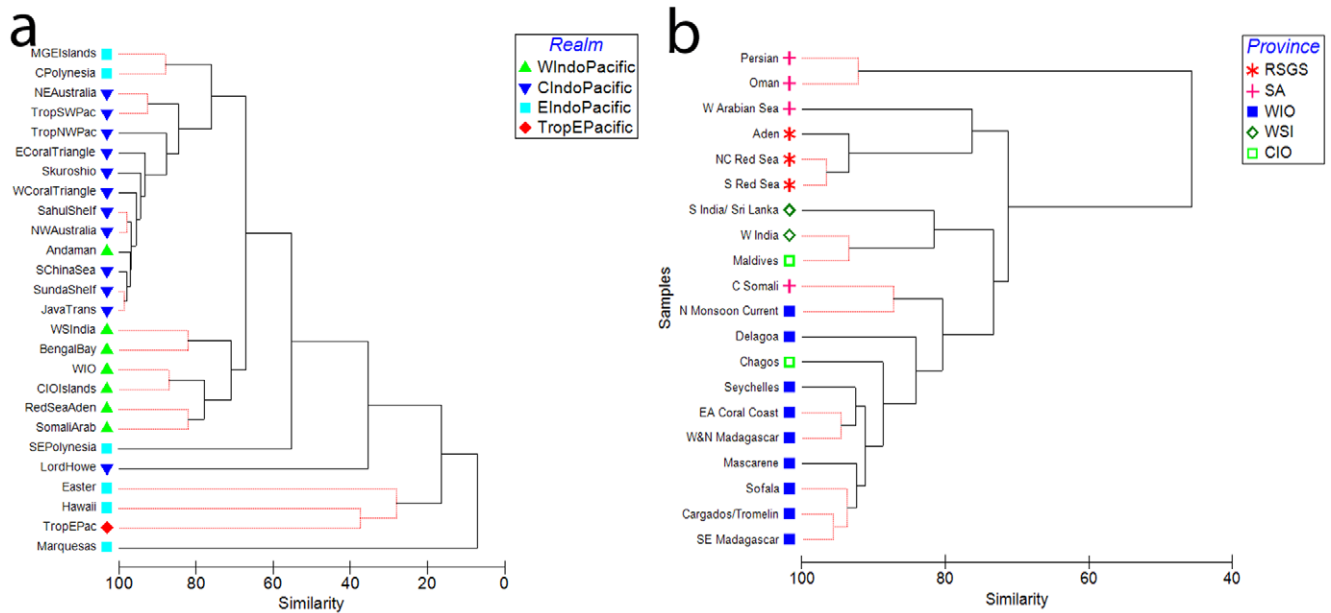 a
MGEIslands
CPolynesia
NEAustralia
TropSWPac
TropNWPac
ECoralTriangle
Skuroshio
WCoralTriangle
SahulShelf
NWAustralia
Andaman
SChinaSea
SundaShelf
JavaTrans
WSIndia
BengalBay
WIO
CIOIslands
RedSeaAden
SomaliArab
SEPolynesia
LordHowe
Easter
Hawaii
TropEPac
Marquesas
100 80 60 40 20 0
Similarity
Realm
WIndoPacific
CIndoPacific
EIndoPacific
TropEPacific
b
Samples
Persian
Oman
W Arabian Sea
Aden
NC Red Sea
S Red Sea
S India/ Sri Lanka
W India
Maldives
C Somali
N Monsoon Current
Delagoa
Chagos
Seychelles
EA Coral Coast
W&N Madagascar
Mascarene
Sofala
Cargados/Tromelin
SE Madagascar
100 80 60 40
Similarity
Province
RSGS
SA
WIO
WSI
CIO